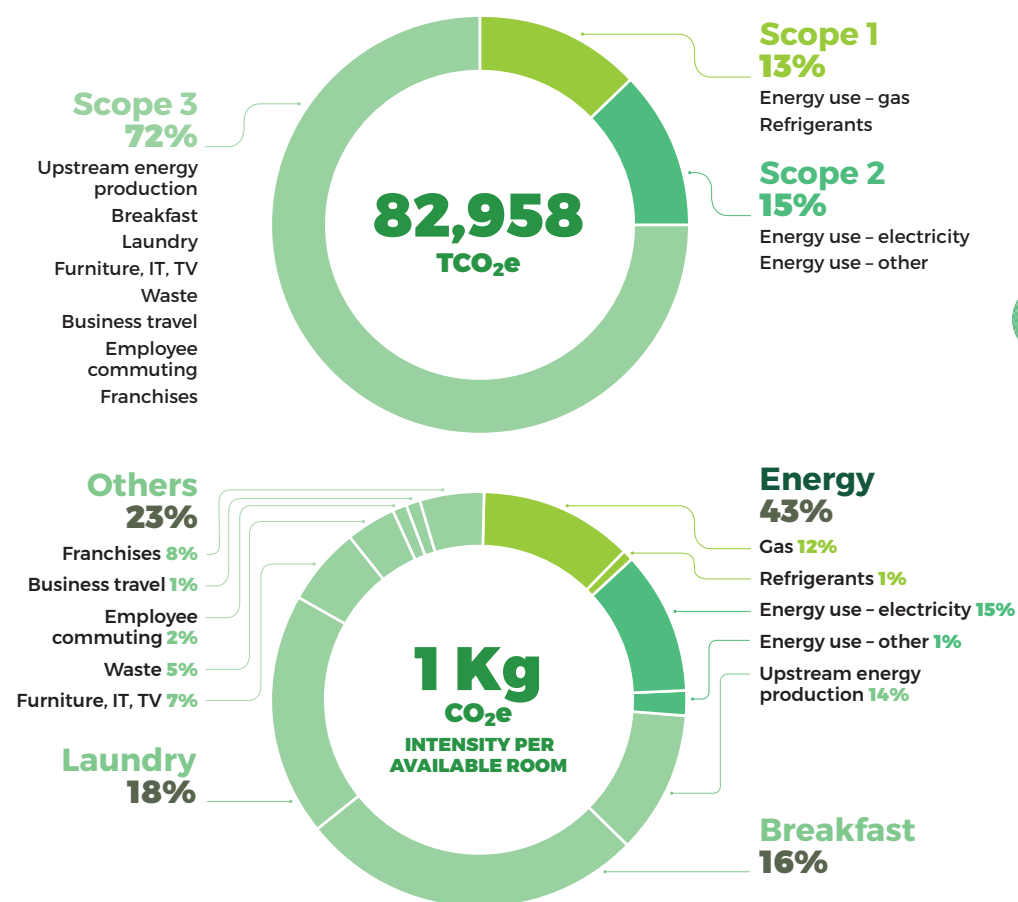 Scope 1
13%
Energy use – gas
Refrigerants
Scope 3
72%
Upstream energy
production
Breakfast
Laundry
Furniture, IT, TV
Waste
Business travel
Employee
commuting
Franchises
Scope 2
15%
Energy use – electricity
Energy use – other
82,958
TCO₂e
Others
23%
Franchises 8%
Business travel 1%
Employee
commuting 2%
Waste 5%
Furniture, IT, TV 7%
Laundry
18%
Energy
43%
Gas 12%
Refrigerants 1%
Energy use – electricity 15%
Energy use – other 1%
Upstream energy
production 14%
Breakfast
16%
1 Kg
CO₂e
INTENSITY PER
AVAILABLE ROOM